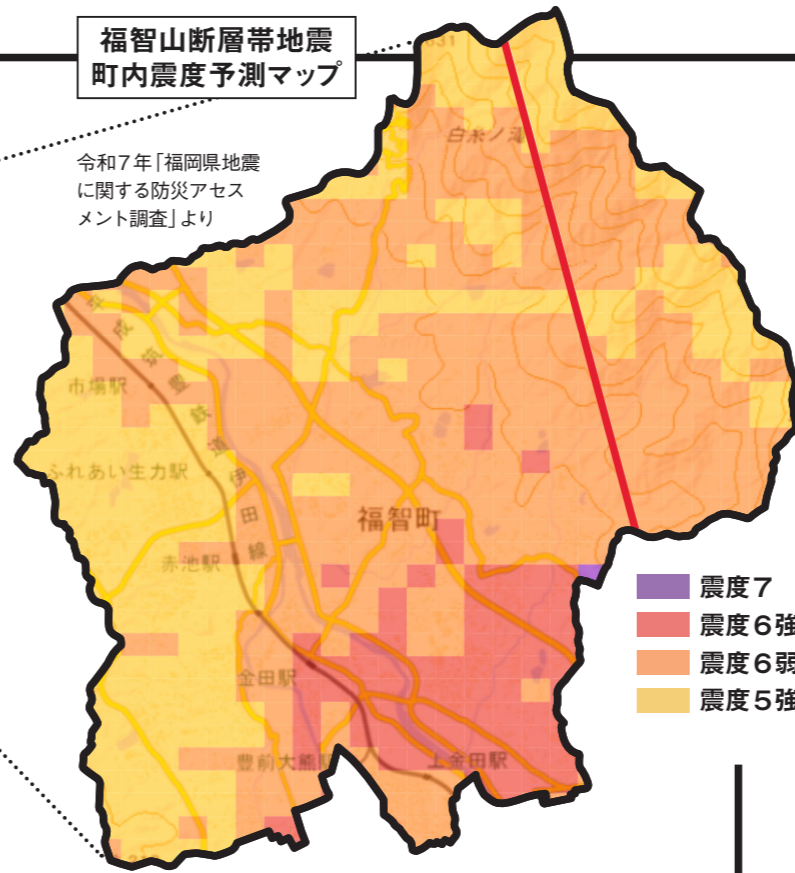 福智山断層帯地震
町内震度予測マップ
令和7年「福岡県地震
に関する防災アセス
メント調査」より
白糸ノ滝
平成筑豊鉄道伊田線
市場駅
ふれあい生力駅
福智町
赤池駅
金田駅
豊前大熊駅
上金田駅
震度7
震度6強
震度6弱
震度5強